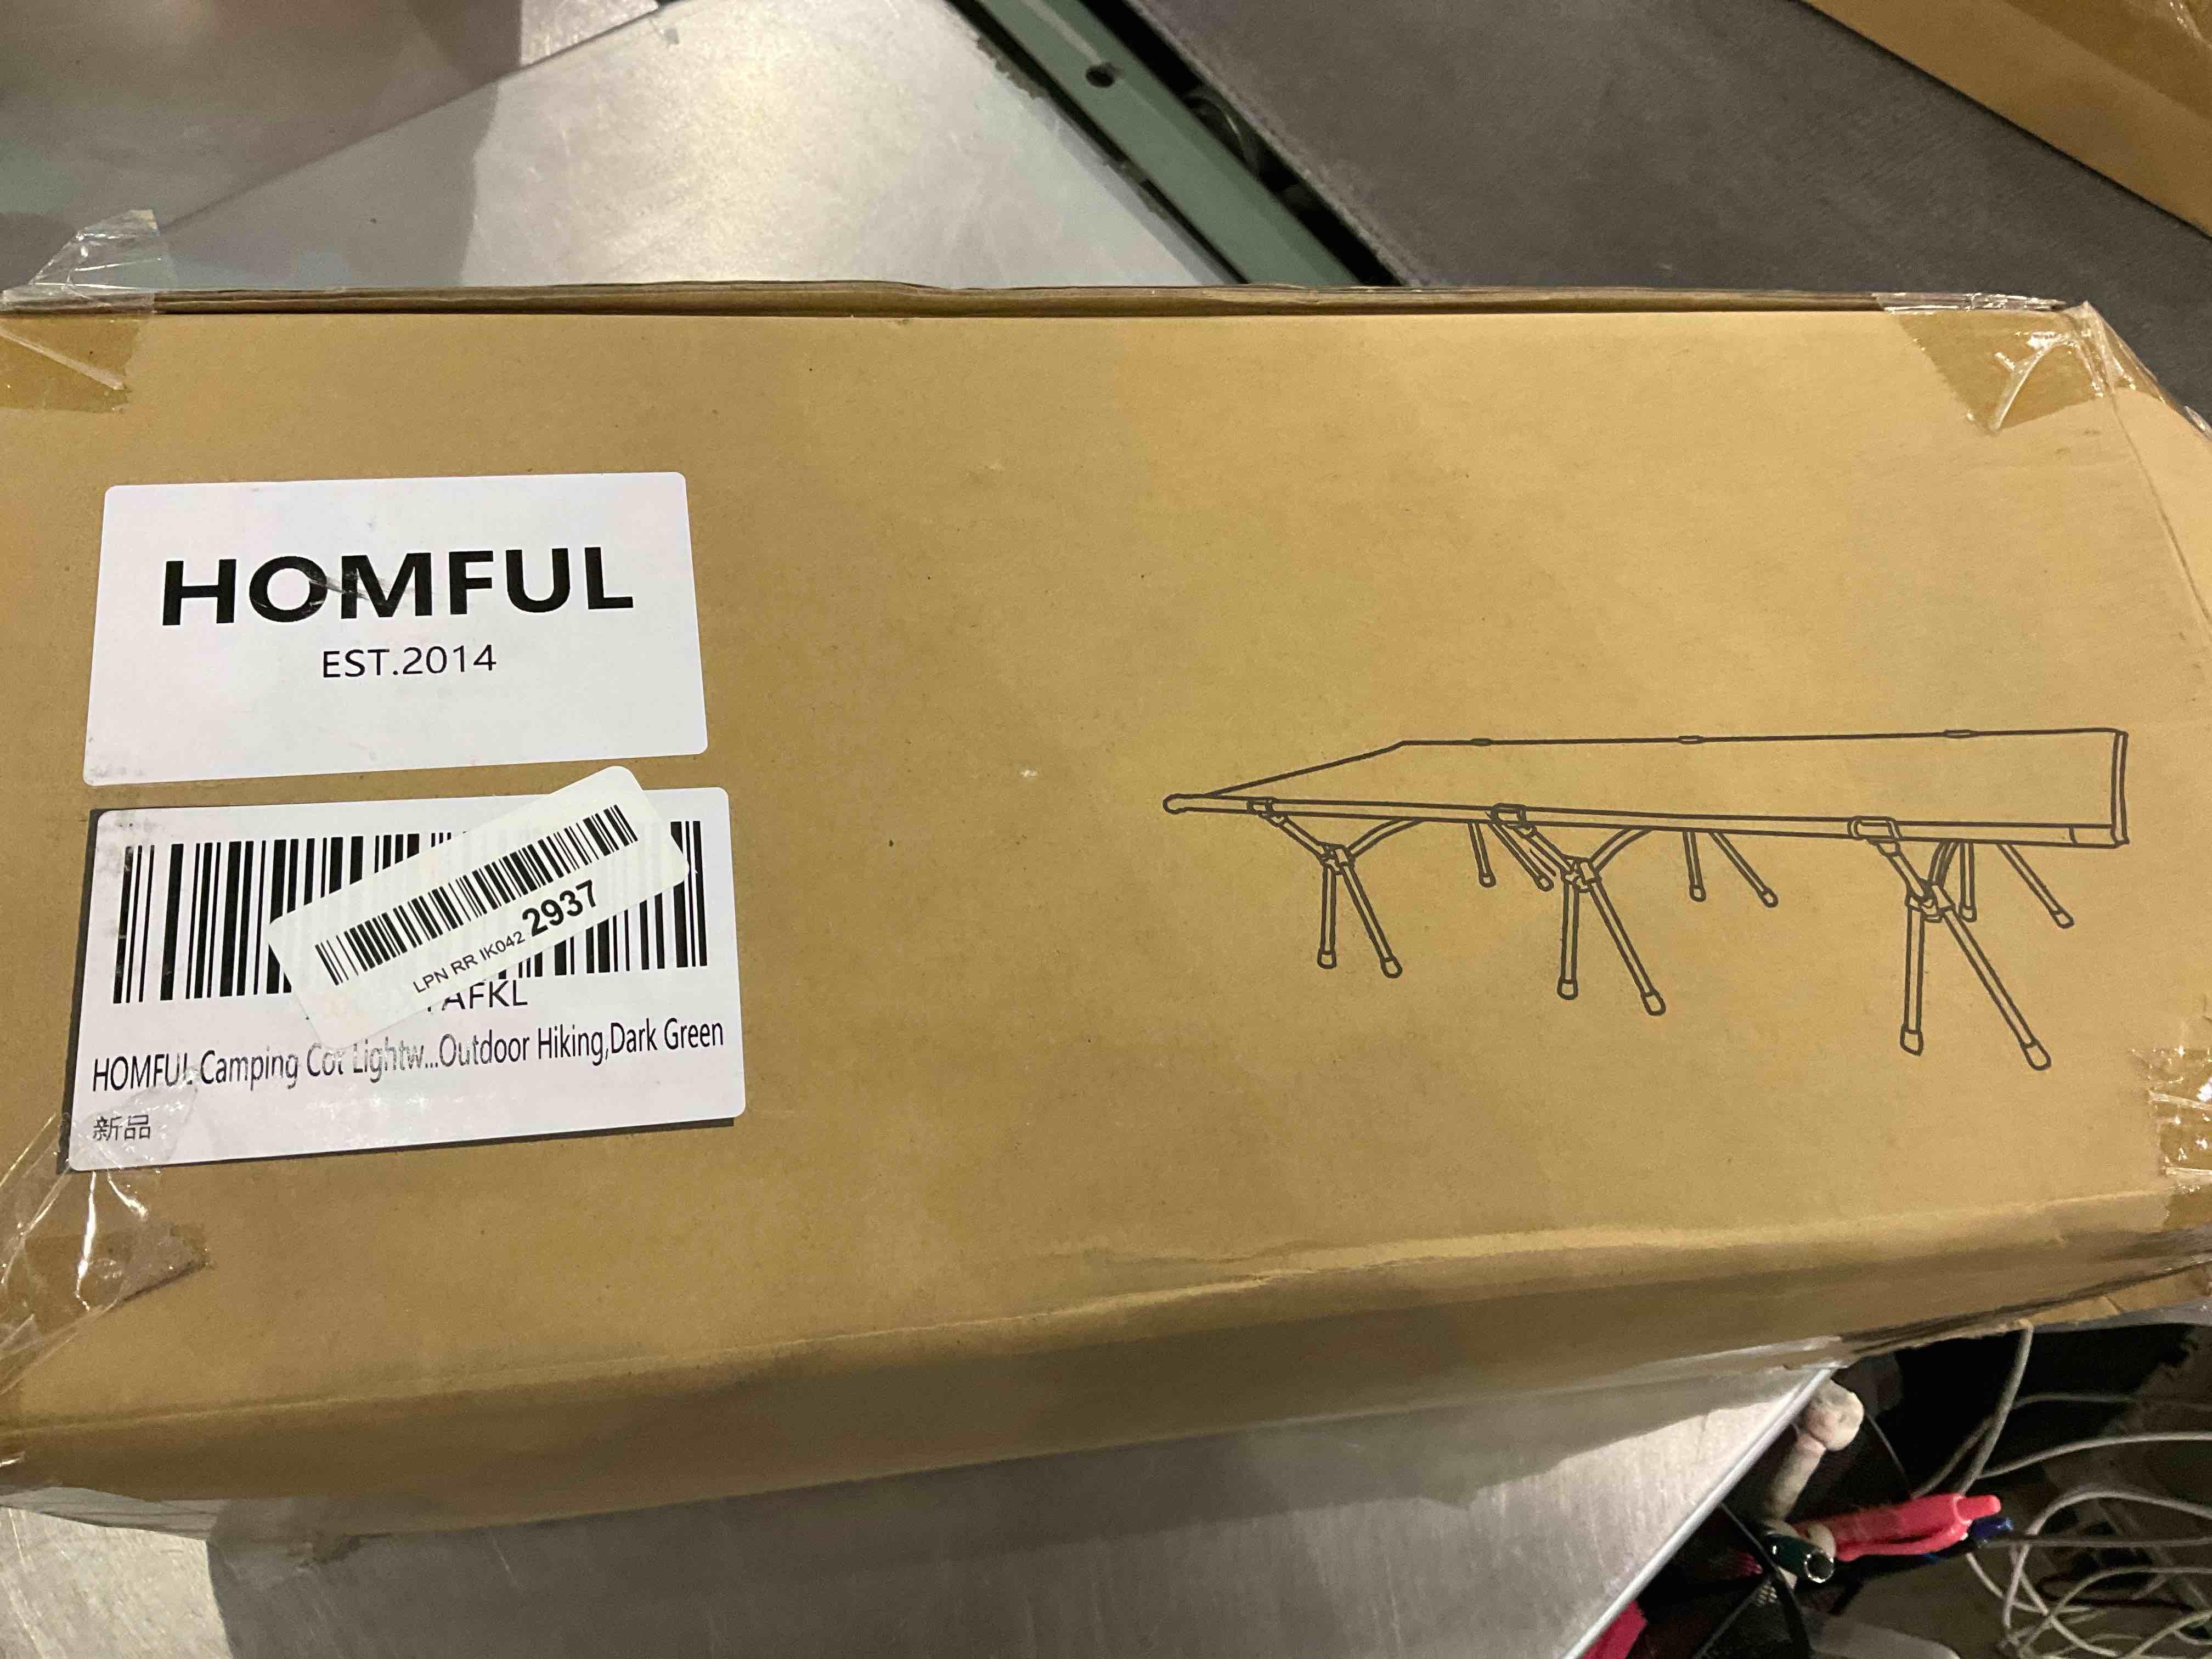 HOMFUL
EST.2014
LPN RR IK042 2937
AFKL
HOMFUL Camping Cot Lightw...Outdoor Hiking,Dark Green
新品